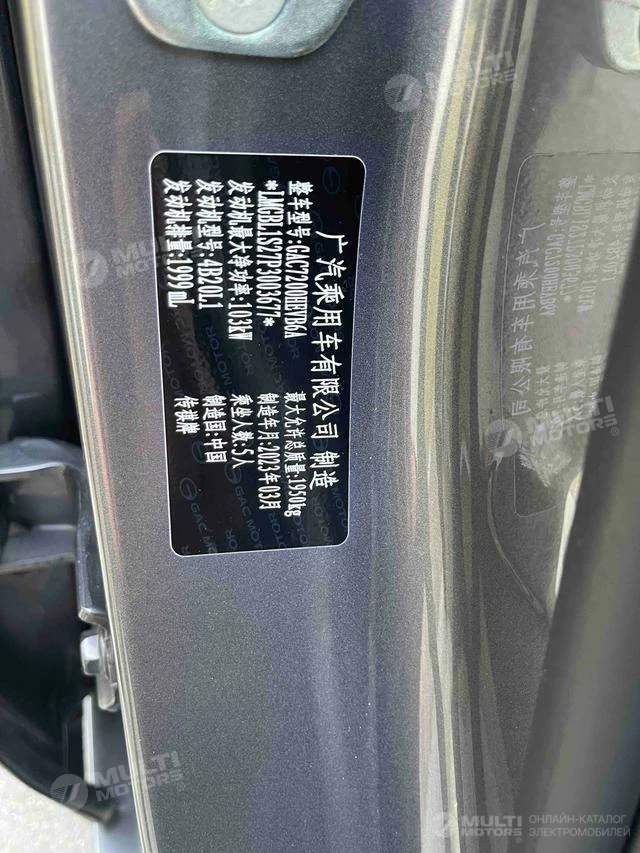 广汽乘用车有限公司 制造
整车型号:GAC7200HEVB6A 最大允许总质量:1950kg
*LMGBL1S27P3003677* 制造年月:2023年03月
发动机最大净功率:103kW 乘坐人数:5人
发动机型号:4B20L1 制造国:中国
发动机排量:1999mL 传祺牌
GAC MOTOR
MULTI MOTORS
MULTI MOTORS
MULTI MOTORS
MULTI MOTORS
MULTI MOTORS ОНЛАЙН-КАТАЛОГ ЭЛЕКТРОМОБИЛЕЙ